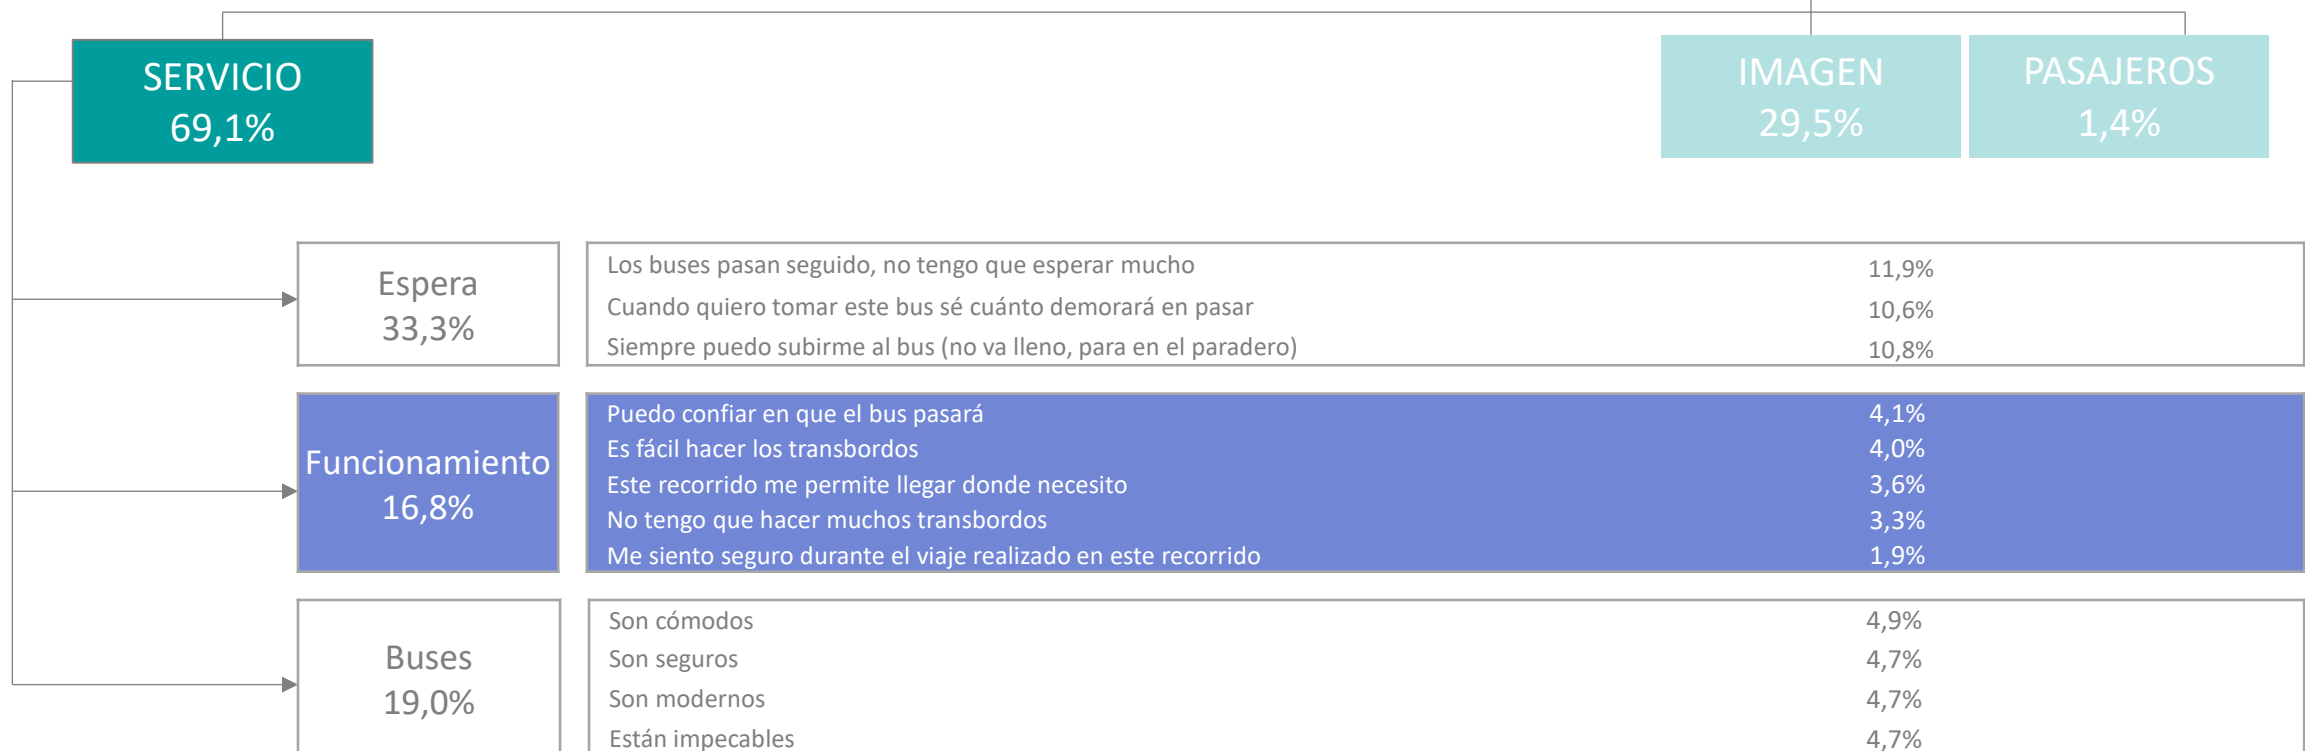 SERVICIO
69,1%
IMAGEN
29,5%
PASAJEROS
1,4%
Espera
33,3%
Los buses pasan seguido, no tengo que esperar mucho 11,9%
Cuando quiero tomar este bus sé cuánto demorará en pasar 10,6%
Siempre puedo subirme al bus (no va lleno, para en el paradero) 10,8%
Funcionamiento
16,8%
Puedo confiar en que el bus pasará 4,1%
Es fácil hacer los transbordos 4,0%
Este recorrido me permite llegar donde necesito 3,6%
No tengo que hacer muchos transbordos 3,3%
Me siento seguro durante el viaje realizado en este recorrido 1,9%
Buses
19,0%
Son cómodos 4,9%
Son seguros 4,7%
Son modernos 4,7%
Están impecables 4,7%